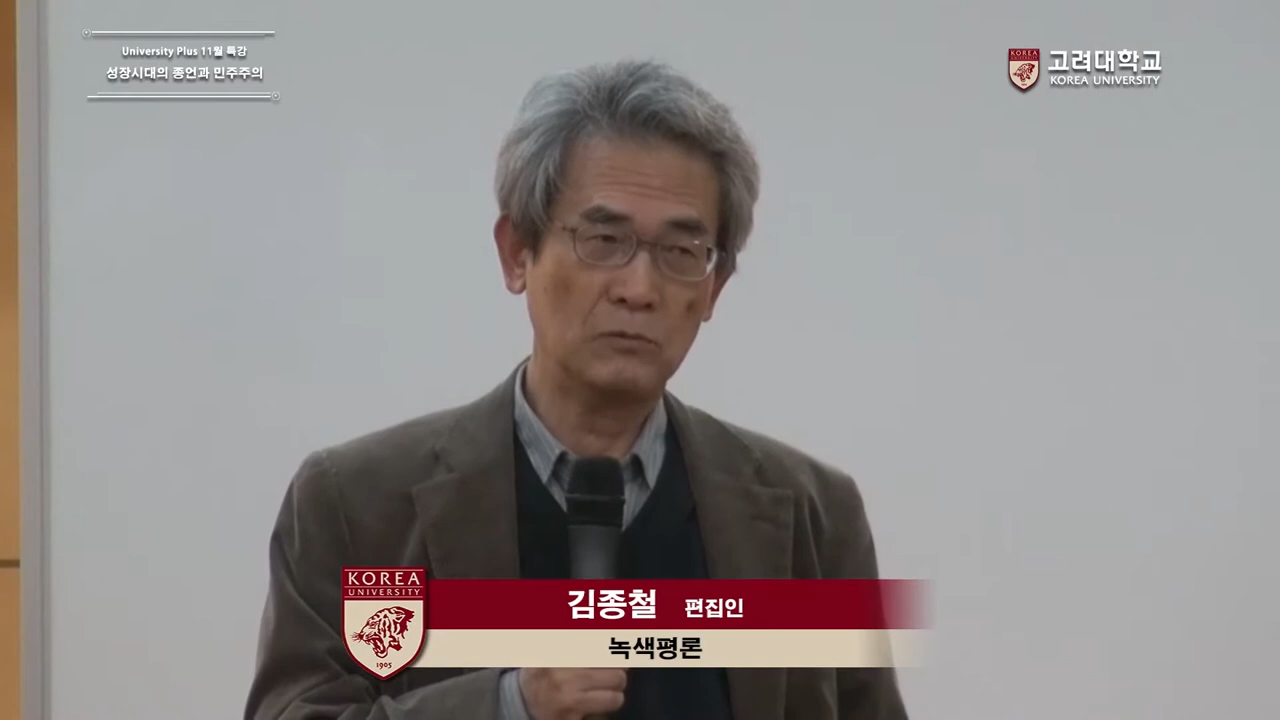 University Plus 11월 특강
성장시대의 종언과 민주주의
KOREA
고려대학교
KOREA UNIVERSITY
KOREA
UNIVERSITY
1905
김종철 편집인
녹색평론